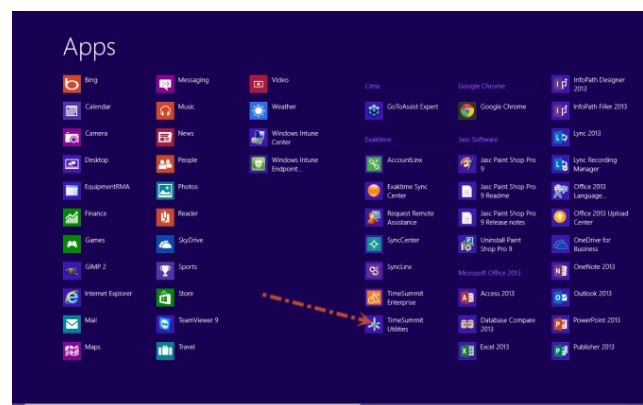 Apps
Bing
Calendar
Camera
Desktop
EquipmentRMA
Finance
Games
GIMP 2
Internet Explorer
Mail
Maps
Messaging
Music
News
People
Photos
Reader
SkyDrive
Sports
Store
TeamViewer 9
Travel
Video
Weather
Windows Intune
Center
Windows Intune
Endpoint...
Citrix
GoToAssist Expert
Exaktime
AccountLinx
Exaktime Sync
Center
Request Remote
Assistance
SyncCenter
SyncLinx
TimeSummit
Enterprise
TimeSummit
Utilities
Google Chrome
Google Chrome
Jasc Software
Jasc Paint Shop Pro
9
Jasc Paint Shop Pro
9 Readme
Jasc Paint Shop Pro
9 Release notes
Uninstall Paint
Shop Pro 9
Microsoft Office 2013
Access 2013
Database Compare
2013
Excel 2013
InfoPath Designer
2013
InfoPath Filler 2013
Lync 2013
Lync Recording
Manager
Office 2013
Language...
Office 2013 Upload
Center
OneDrive for
Business
OneNote 2013
Outlook 2013
PowerPoint 2013
Publisher 2013